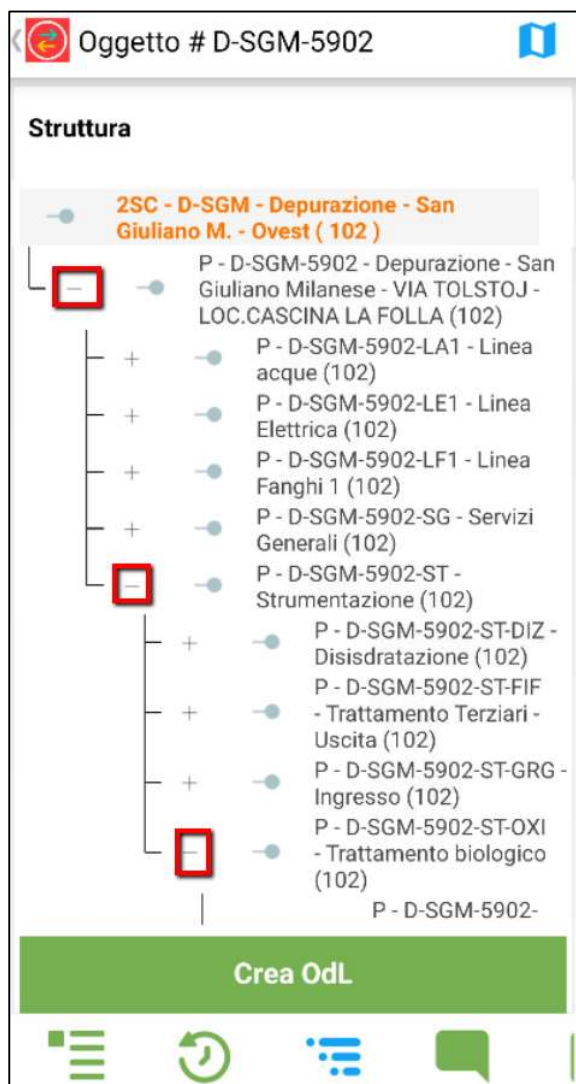 Oggetto # D-SGM-5902
Struttura
2SC - D-SGM - Depurazione - San
Giuliano M. - Ovest ( 102 )
P - D-SGM-5902 - Depurazione - San
Giuliano Milanese - VIA TOLSTOJ -
LOC.CASCINA LA FOLLA (102)
P - D-SGM-5902-LA1 - Linea
acque (102)
P - D-SGM-5902-LE1 - Linea
Elettrica (102)
P - D-SGM-5902-LF1 - Linea
Fanghi 1 (102)
P - D-SGM-5902-SG - Servizi
Generali (102)
P - D-SGM-5902-ST -
Strumentazione (102)
P - D-SGM-5902-ST-DIZ -
Disisdratazione (102)
P - D-SGM-5902-ST-FIF
- Trattamento Terziari -
Uscita (102)
P - D-SGM-5902-ST-GRG -
Ingresso (102)
P - D-SGM-5902-ST-OXI
- Trattamento biologico
(102)
P - D-SGM-5902-
Crea OdL